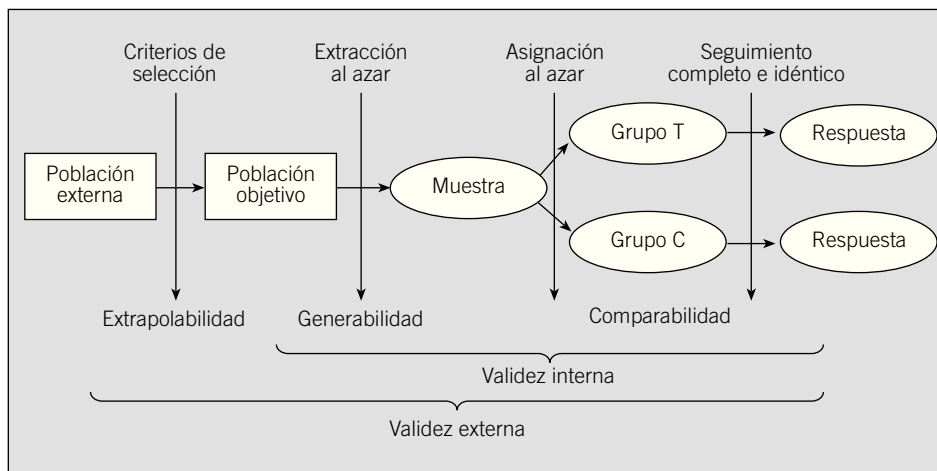 Criterios de
selección
Extracción
al azar
Asignación
al azar
Seguimiento
completo e idéntico
Población
externa
Población
objetivo
Muestra
Grupo T
Respuesta
Grupo C
Respuesta
Extrapolabilidad
Generabilidad
Comparabilidad
Validez interna
Validez externa